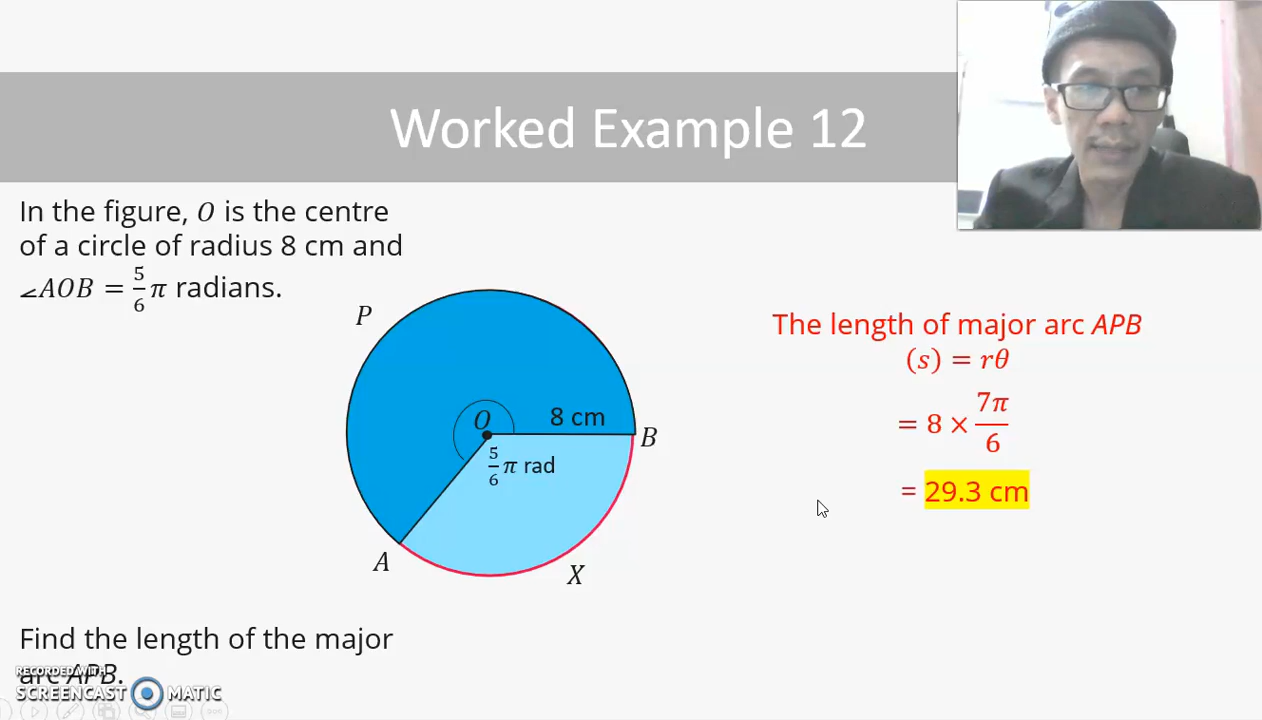 Worked Example 12
In the figure, O is the centre
of a circle of radius 8 cm and
∠AOB = 5/6 π radians.
P
O
8 cm
B
5/6 π rad
A
X
The length of major arc APB
(s) = rθ
= 8 × 7π/6
= 29.3 cm
Find the length of the major
arc APB.
RECORDED WITH
SCREENCAST MATIC